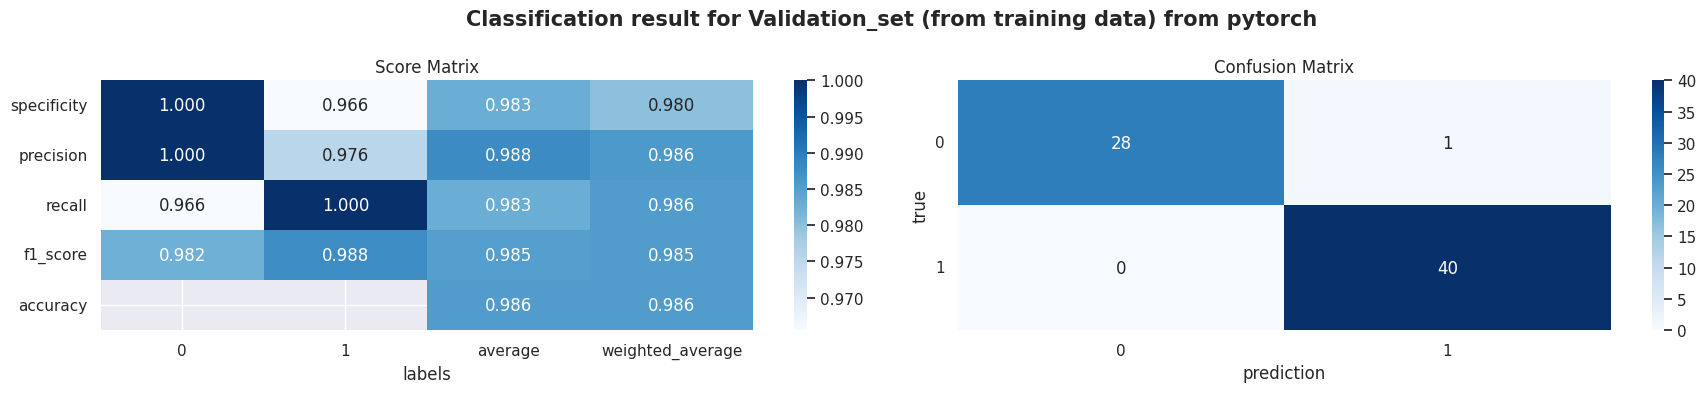 Classification result for Validation_set (from training data) from pytorch
Score Matrix
specificity 1.000 0.966 0.983 0.980
precision 1.000 0.976 0.988 0.986
recall 0.966 1.000 0.983 0.986
f1_score 0.982 0.988 0.985 0.985
accuracy 0.986 0.986
0 1 average weighted_average
labels
1.000
0.995
0.990
0.985
0.980
0.975
0.970
Confusion Matrix
true
0 28 1
1 0 40
0 1
prediction
40
35
30
25
20
15
10
5
0